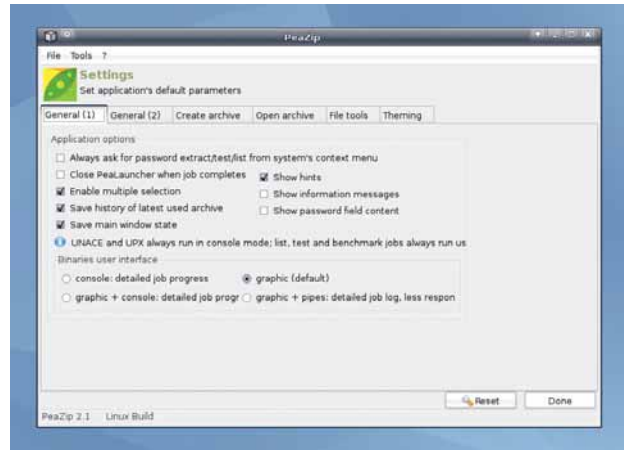 PeaZip
File Tools ?
Settings
Set application's default parameters
General (1) General (2) Create archive Open archive File tools Theming
Application options
Always ask for password extract/test/list from system's context menu
Close PeaLauncher when job completes Show hints
Enable multiple selection Show information messages
Save history of latest used archive Show password field content
Save main window state
UNACE and UPX always run in console mode; list, test and benchmark jobs always run us
Binaries user interface
console: detailed job progress graphic (default)
graphic + console: detailed job progr graphic + pipes: detailed job log, less respon
Reset Done
PeaZip 2.1 Linux Build